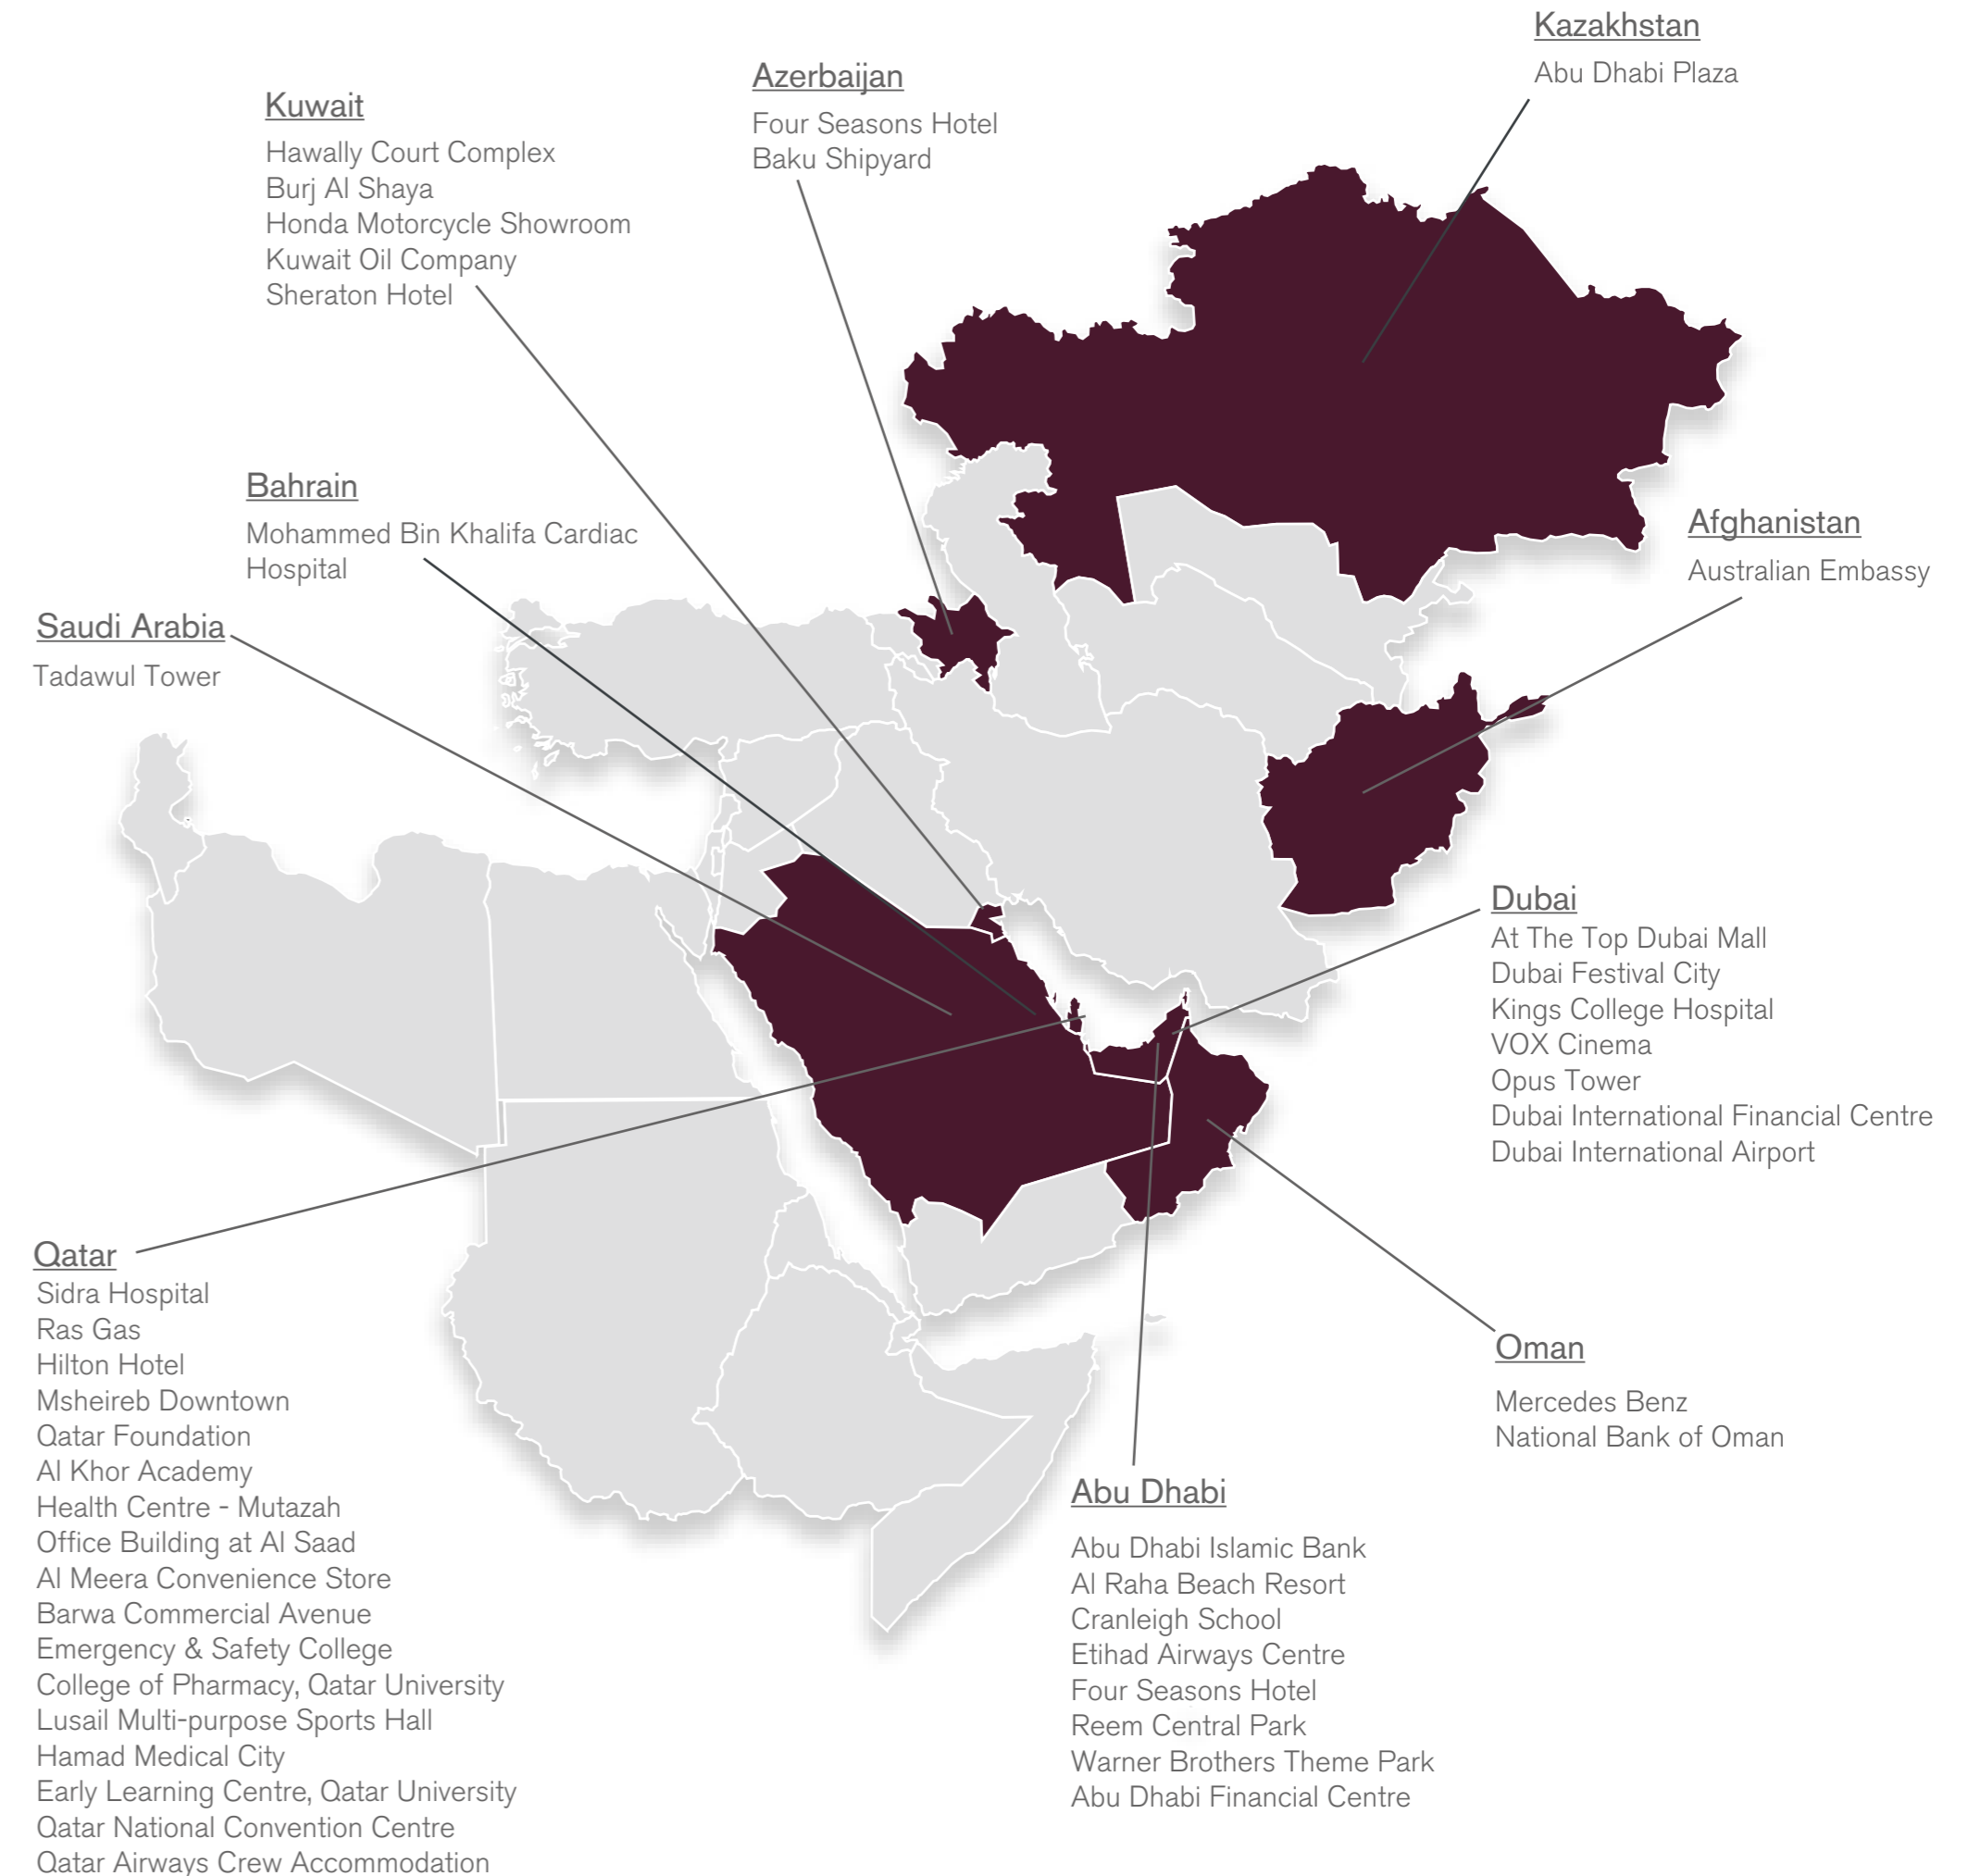 Kazakhstan
Abu Dhabi Plaza
Azerbaijan
Four Seasons Hotel
Baku Shipyard
Kuwait
Hawally Court Complex
Burj Al Shaya
Honda Motorcycle Showroom
Kuwait Oil Company
Sheraton Hotel
Bahrain
Mohammed Bin Khalifa Cardiac
Hospital
Afghanistan
Australian Embassy
Saudi Arabia
Tadawul Tower
Dubai
At The Top Dubai Mall
Dubai Festival City
Kings College Hospital
VOX Cinema
Opus Tower
Dubai International Financial Centre
Dubai International Airport
Qatar
Sidra Hospital
Ras Gas
Hilton Hotel
Msheireb Downtown
Qatar Foundation
Al Khor Academy
Health Centre - Mutazah
Office Building at Al Saad
Al Meera Convenience Store
Barwa Commercial Avenue
Emergency & Safety College
College of Pharmacy, Qatar University
Lusail Multi-purpose Sports Hall
Hamad Medical City
Early Learning Centre, Qatar University
Qatar National Convention Centre
Qatar Airways Crew Accommodation
Oman
Mercedes Benz
National Bank of Oman
Abu Dhabi
Abu Dhabi Islamic Bank
Al Raha Beach Resort
Cranleigh School
Etihad Airways Centre
Four Seasons Hotel
Reem Central Park
Warner Brothers Theme Park
Abu Dhabi Financial Centre